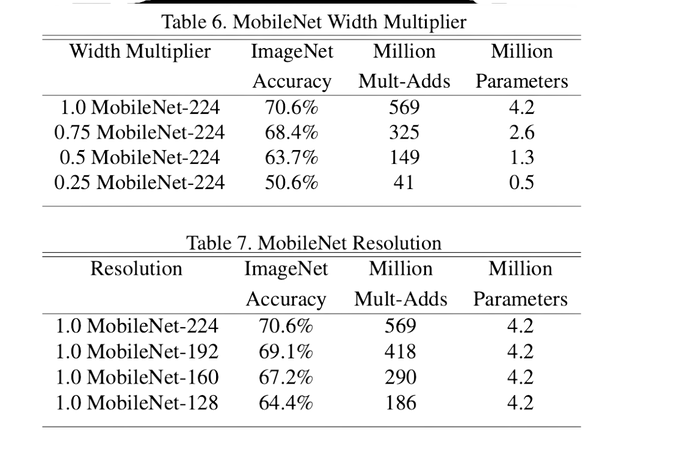 Table 6. MobileNet Width Multiplier
Width Multiplier ImageNet Million Million
Accuracy Mult-Adds Parameters
1.0 MobileNet-224 70.6% 569 4.2
0.75 MobileNet-224 68.4% 325 2.6
0.5 MobileNet-224 63.7% 149 1.3
0.25 MobileNet-224 50.6% 41 0.5
Table 7. MobileNet Resolution
Resolution ImageNet Million Million
Accuracy Mult-Adds Parameters
1.0 MobileNet-224 70.6% 569 4.2
1.0 MobileNet-192 69.1% 418 4.2
1.0 MobileNet-160 67.2% 290 4.2
1.0 MobileNet-128 64.4% 186 4.2